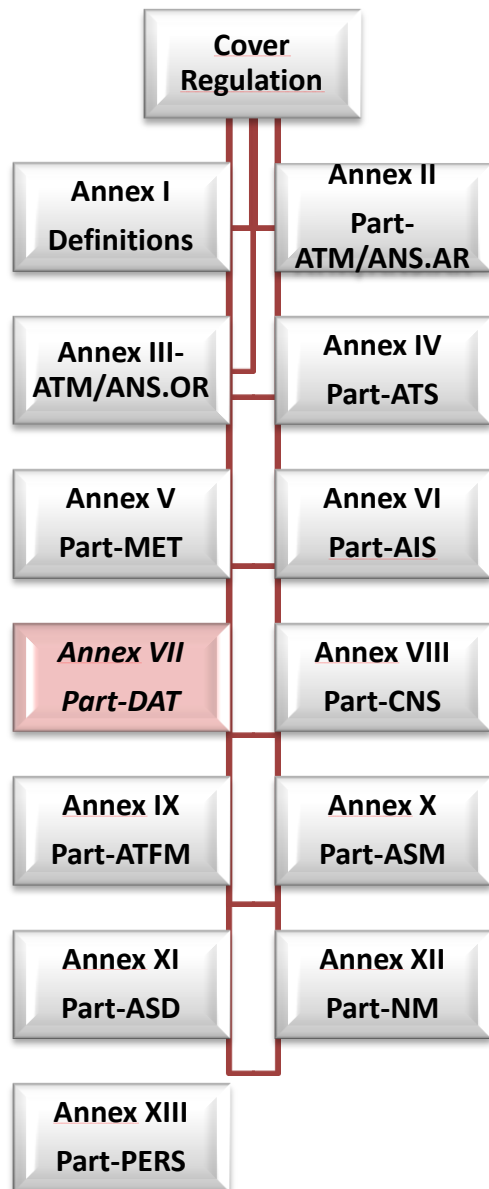 Cover
Regulation
Annex I
Definitions
Annex II
Part-
ATM/ANS.AR
Annex III-
ATM/ANS.OR
Annex IV
Part-ATS
Annex V
Part-MET
Annex VI
Part-AIS
Annex VII
Part-DAT
Annex VIII
Part-CNS
Annex IX
Part-ATFM
Annex X
Part-ASM
Annex XI
Part-ASD
Annex XII
Part-NM
Annex XIII
Part-PERS